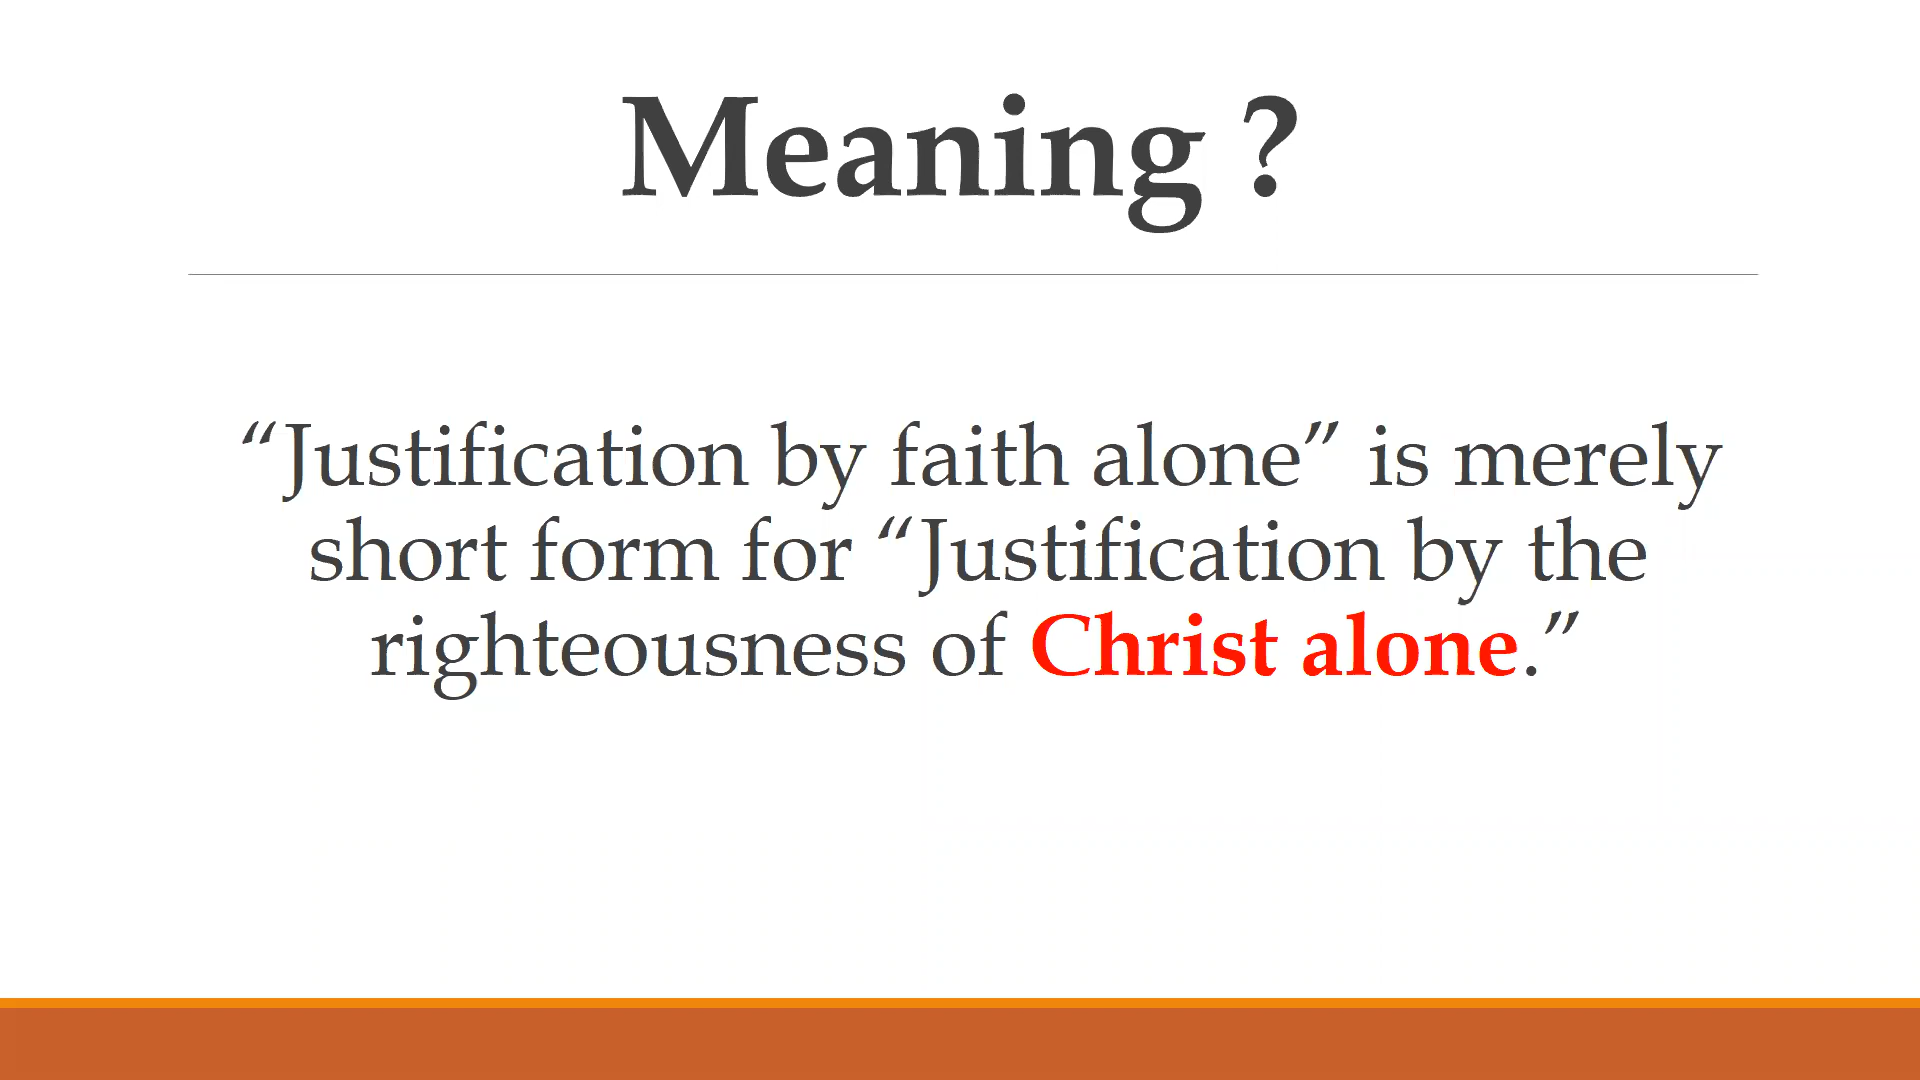 Meaning ?
“Justification by faith alone” is merely
short form for “Justification by the
righteousness of Christ alone.”